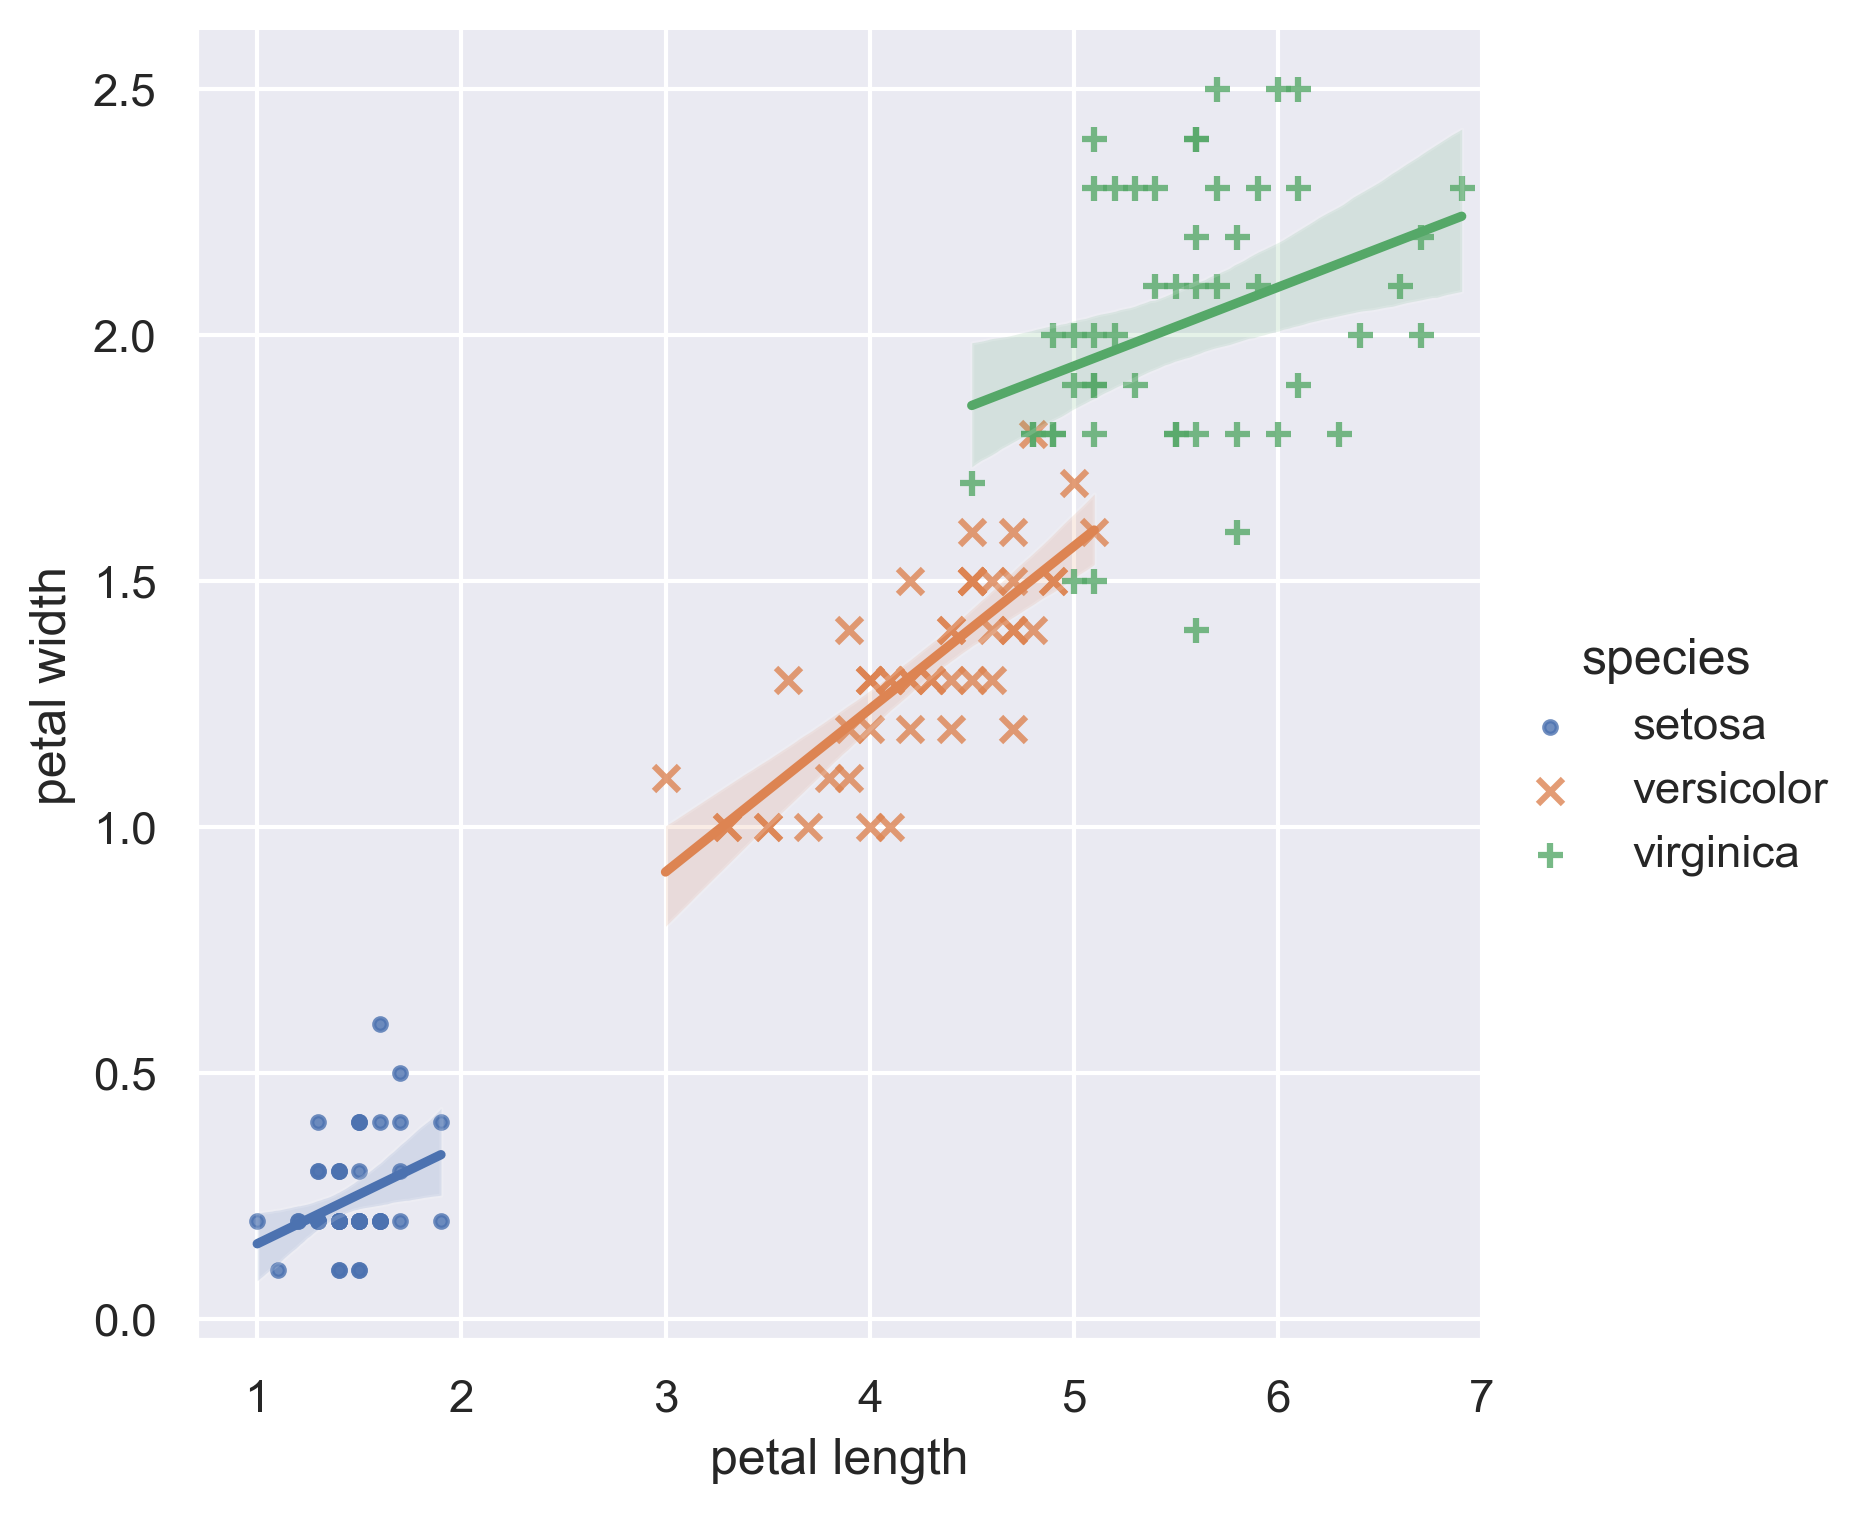 2.5
2.0
1.5
1.0
0.5
0.0
petal width
1 2 3 4 5 6 7
petal length
species
setosa
versicolor
virginica